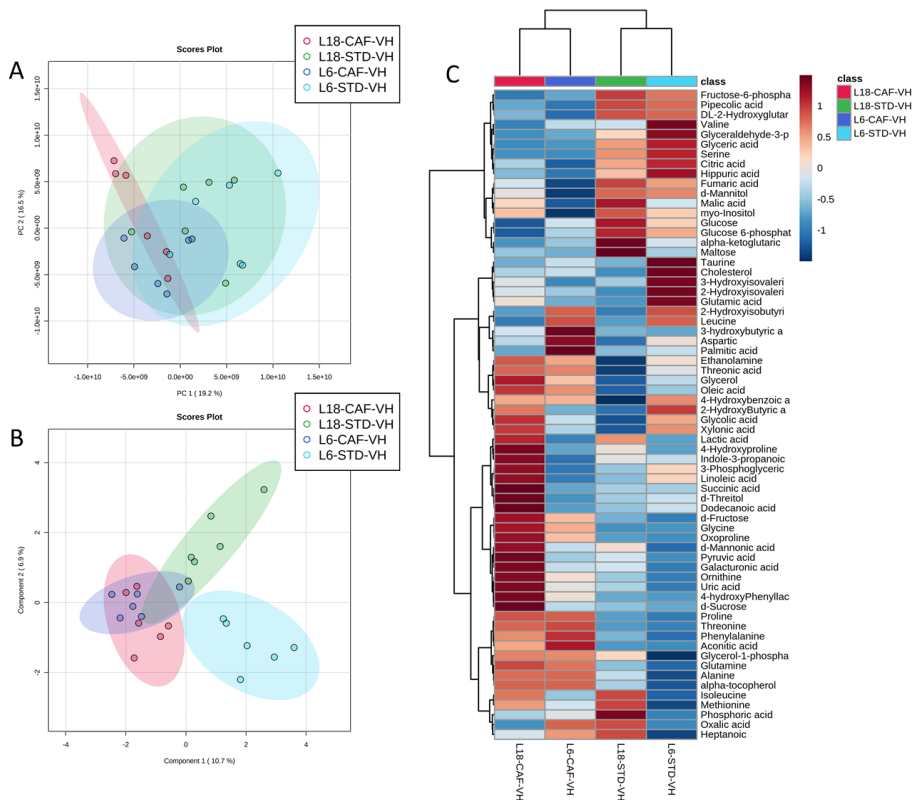 A
Scores Plot
L18-CAF-VH
L18-STD-VH
L6-CAF-VH
L6-STD-VH
PC 2 ( 16.5 %)
1.5e+10
1.0e+10
5.0e+09
0.0e+00
-5.0e+09
-1.0e+10
-1.0e+10
-5.0e+09
0.0e+00
5.0e+09
1.0e+10
1.5e+10
PC 1 ( 19.2 %)
B
Scores Plot
L18-CAF-VH
L18-STD-VH
L6-CAF-VH
L6-STD-VH
Component 2 ( 6.9 %)
4
2
0
-2
-4
-2
0
2
4
Component 1 ( 10.7 %)
C
class
Fructose-6-phospha
Pipecolic acid
DL-2-Hydroxyglutar
Valine
Glyceraldehyde-3-p
Glyceric acid
Serine
Citric acid
Hippuric acid
Fumaric acid
d-Mannitol
Malic acid
myo-Inositol
Glucose
Glucose 6-phosphat
alpha-ketoglutaric
Maltose
Taurine
Cholesterol
3-Hydroxyisovaleri
2-Hydroxyisovaleri
Glutamic acid
2-Hydroxyisobutyri
Leucine
3-hydroxybutyric a
Aspartic
Palmitic acid
Ethanolamine
Threonic acid
Glycerol
Oleic acid
4-Hydroxybenzoic a
2-HydroxyButyric a
Glycolic acid
Xylonic acid
Lactic acid
4-Hydroxyproline
Indole-3-propanoic
3-Phosphoglyceric
Linoleic acid
Succinic acid
d-Threitol
Dodecanoic acid
d-Fructose
Glycine
Oxoproline
d-Mannonic acid
Pyruvic acid
Galacturonic acid
Ornithine
Uric acid
4-hydroxyPhenyllac
d-Sucrose
Proline
Threonine
Phenylalanine
Aconitic acid
Glycerol-1-phospha
Glutamine
Alanine
alpha-tocopherol
Isoleucine
Methionine
Phosphoric acid
Oxalic acid
Heptanoic
L18-CAF-VH
L6-CAF-VH
L18-STD-VH
L6-STD-VH
1
0.5
0
-0.5
-1
class
L18-CAF-VH
L18-STD-VH
L6-CAF-VH
L6-STD-VH